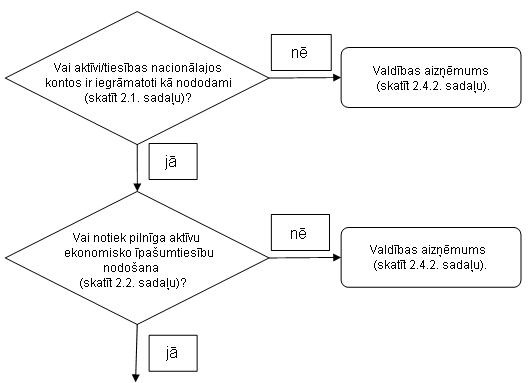 Vai aktīvi/tiesības nacionālajos
kontos ir iegrāmatoti kā nododami
(skatīt 2.1. sadaļu)?
nē
Valdības aizņēmums
(skatīt 2.4.2. sadaļu).
jā
Vai notiek pilnīga aktīvu
ekonomisko īpašumtiesību
nodošana
(skatīt 2.2. sadaļu)?
nē
Valdības aizņēmums
(skatīt 2.4.2. sadaļu).
jā